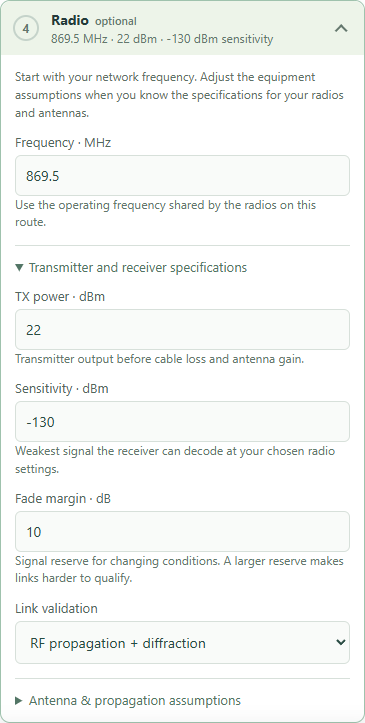 4
Radio optional
869.5 MHz · 22 dBm · -130 dBm sensitivity
Start with your network frequency. Adjust the equipment
assumptions when you know the specifications for your radios
and antennas.
Frequency · MHz
869.5
Use the operating frequency shared by the radios on this
route.
▼ Transmitter and receiver specifications
TX power · dBm
22
Transmitter output before cable loss and antenna gain.
Sensitivity · dBm
-130
Weakest signal the receiver can decode at your chosen radio
settings.
Fade margin · dB
10
Signal reserve for changing conditions. A larger reserve makes
links harder to qualify.
Link validation
RF propagation + diffraction
▶ Antenna & propagation assumptions